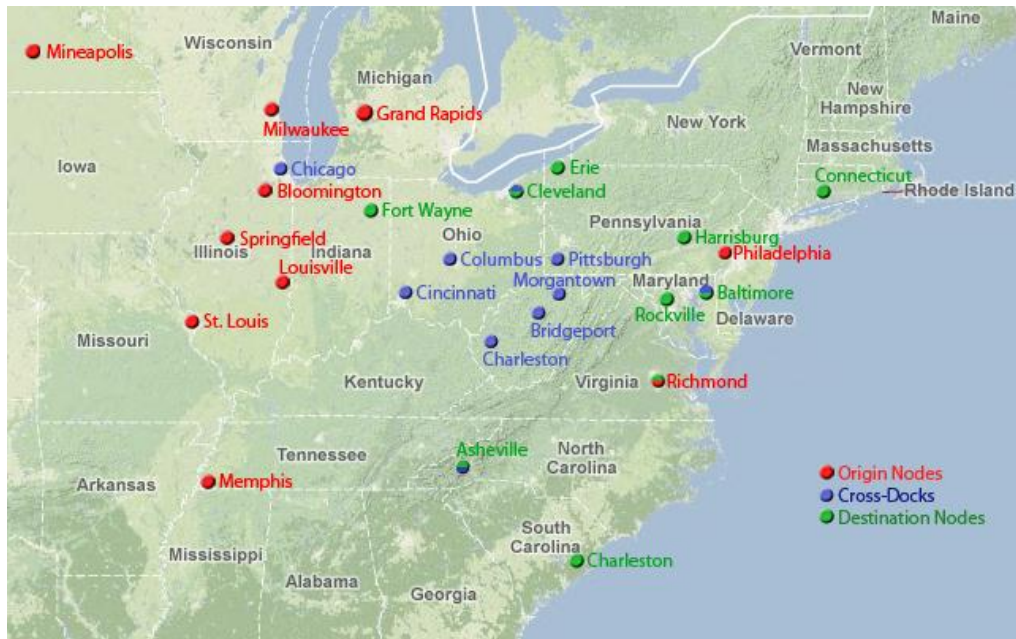 Maine
Wisconsin
Vermont
Mineapolis
Michigan
New
Hampshire
Milwaukee
Grand Rapids
New York
Massachusetts
Iowa
Chicago
Erie
Connecticut
Bloomington
Cleveland
Rhode Island
Fort Wayne
Pennsylvania
Ohio
Springfield
Harrisburg
Illinois
Indiana
Philadelphia
Columbus
Pittsburgh
Louisville
Morgantown
Maryland
Cincinnati
Baltimore
Rockville
Delaware
St. Louis
Bridgeport
Missouri
Charleston
Kentucky
Virginia
Richmond
Asheville
North
Carolina
Tennessee
Origin Nodes
Arkansas
Memphis
Cross-Docks
Destination Nodes
South
Carolina
Mississippi
Charleston
Alabama
Georgia